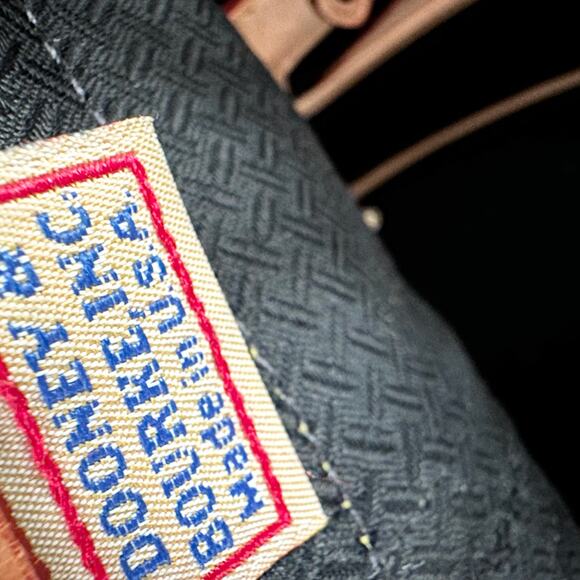 DOONEY &
BOURKE, INC.
Made in U.S.A.